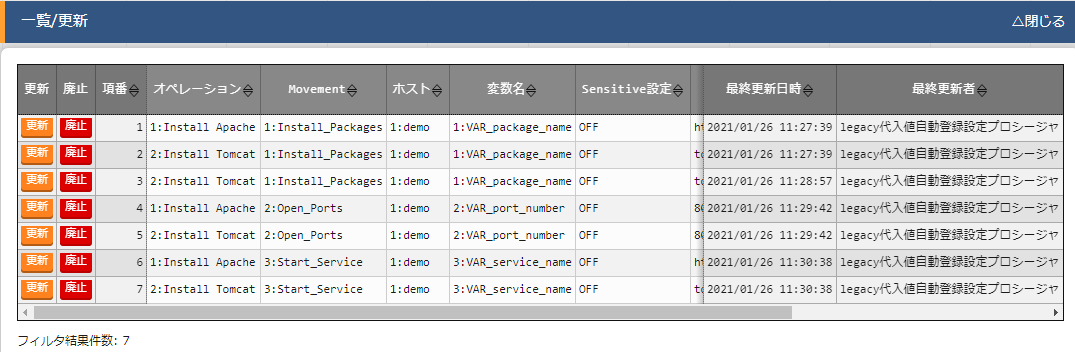 一覧/更新 △閉じる
更新 廃止 項番 オペレーション Movement ホスト 変数名 Sensitive設定 最終更新日時 最終更新者
更新 廃止 1 1:Install Apache 1:Install_Packages 1:demo 1:VAR_package_name OFF ht 2021/01/26 11:27:39 legacy代入値自動登録設定プロシージャ
更新 廃止 2 2:Install Tomcat 1:Install_Packages 1:demo 1:VAR_package_name OFF to 2021/01/26 11:27:39 legacy代入値自動登録設定プロシージャ
更新 廃止 3 2:Install Tomcat 1:Install_Packages 1:demo 1:VAR_package_name OFF to 2021/01/26 11:28:57 legacy代入値自動登録設定プロシージャ
更新 廃止 4 1:Install Apache 2:Open_Ports 1:demo 2:VAR_port_number OFF 80 2021/01/26 11:29:42 legacy代入値自動登録設定プロシージャ
更新 廃止 5 2:Install Tomcat 2:Open_Ports 1:demo 2:VAR_port_number OFF 80 2021/01/26 11:29:42 legacy代入値自動登録設定プロシージャ
更新 廃止 6 1:Install Apache 3:Start_Service 1:demo 3:VAR_service_name OFF ht 2021/01/26 11:30:38 legacy代入値自動登録設定プロシージャ
更新 廃止 7 2:Install Tomcat 3:Start_Service 1:demo 3:VAR_service_name OFF to 2021/01/26 11:30:38 legacy代入値自動登録設定プロシージャ
フィルタ結果件数: 7